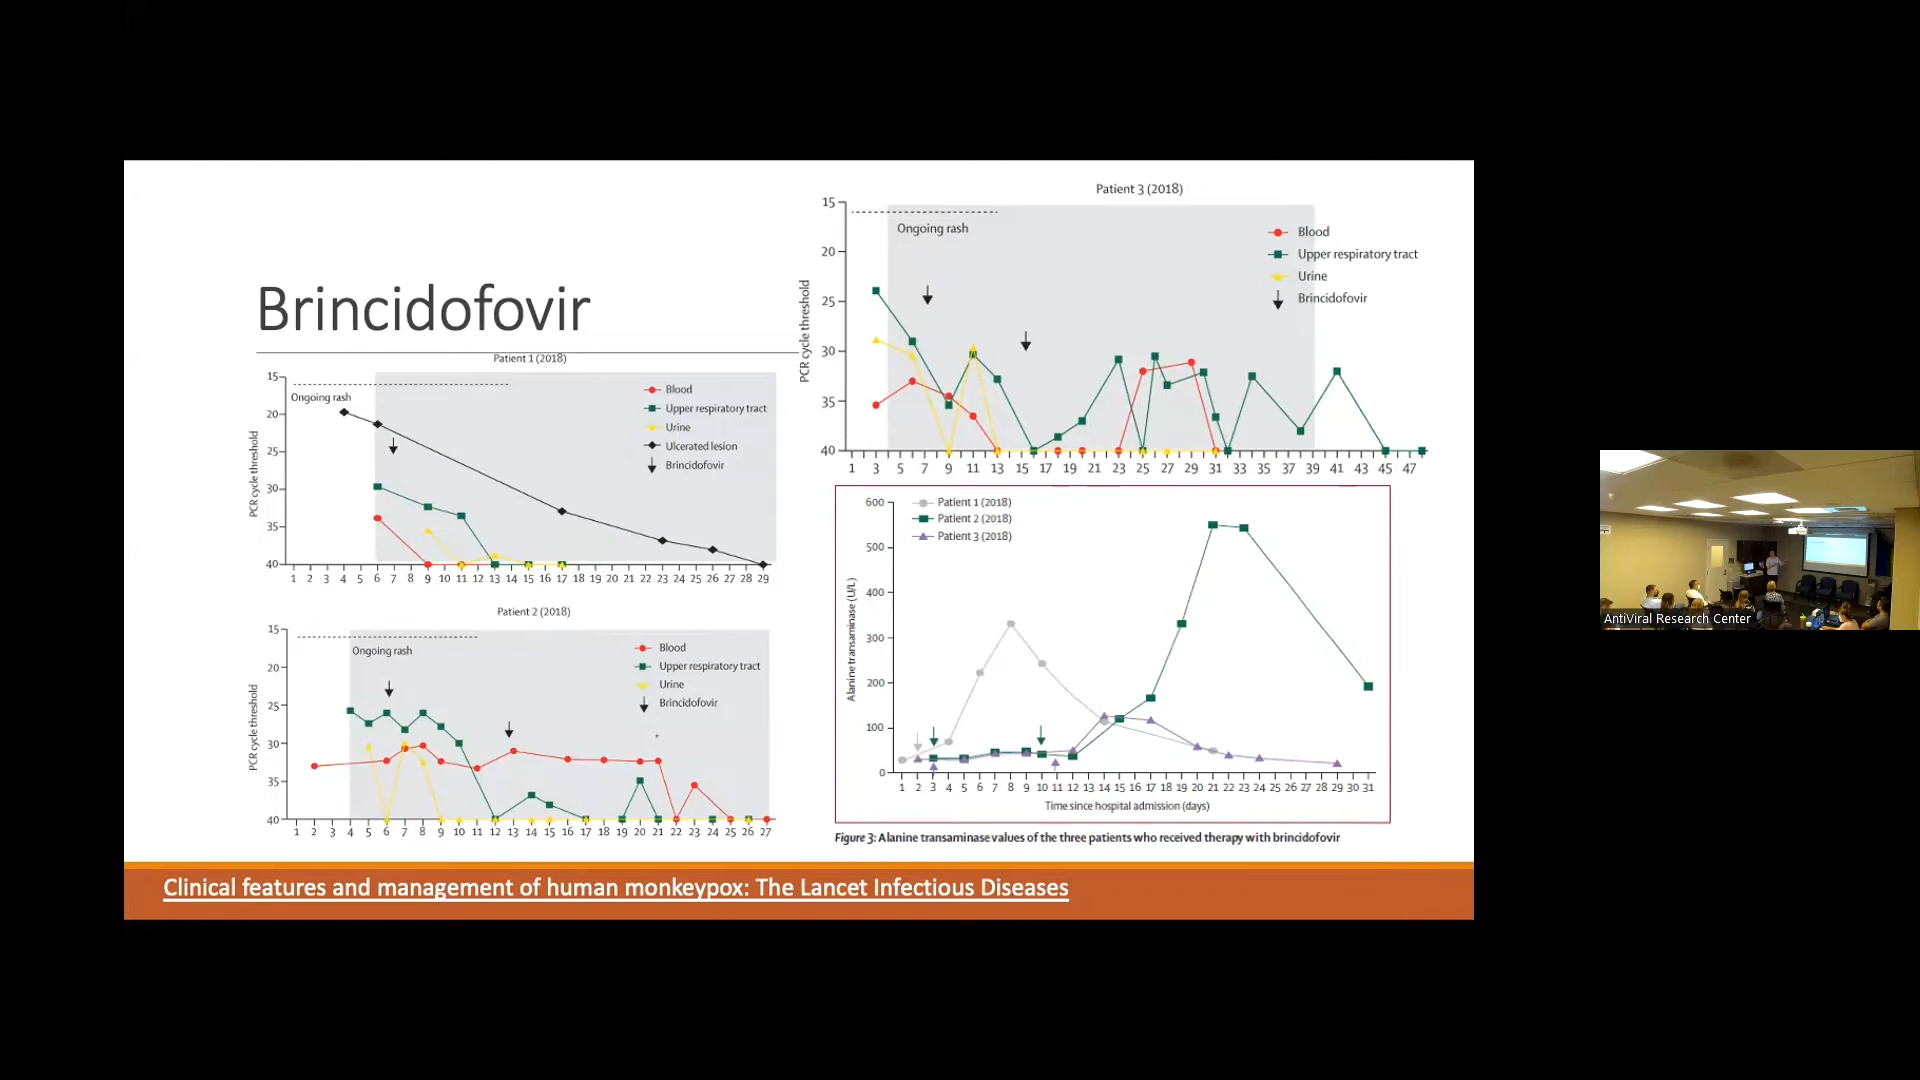 Brincidofovir
Patient 1 (2018)
PCR cycle threshold
15
20
25
30
35
40
Ongoing rash
Blood
Upper respiratory tract
Urine
Ulcerated lesion
Brincidofovir
1 2 3 4 5 6 7 8 9 10 11 12 13 14 15 16 17 18 19 20 21 22 23 24 25 26 27 28 29
Patient 2 (2018)
PCR cycle threshold
15
20
25
30
35
40
Ongoing rash
Blood
Upper respiratory tract
Urine
Brincidofovir
*
1 2 3 4 5 6 7 8 9 10 11 12 13 14 15 16 17 18 19 20 21 22 23 24 25 26 27
Patient 3 (2018)
PCR cycle threshold
15
20
25
30
35
40
Ongoing rash
Blood
Upper respiratory tract
Urine
Brincidofovir
1 3 5 7 9 11 13 15 17 19 21 23 25 27 29 31 33 35 37 39 41 43 45 47
Alanine transaminase (U/L)
600
500
400
300
200
100
0
Patient 1 (2018)
Patient 2 (2018)
Patient 3 (2018)
1 2 3 4 5 6 7 8 9 10 11 12 13 14 15 16 17 18 19 20 21 22 23 24 25 26 27 28 29 30 31
Time since hospital admission (days)
Figure 3: Alanine transaminase values of the three patients who received therapy with brincidofovir
Clinical features and management of human monkeypox: The Lancet Infectious Diseases
AntiViral Research Center